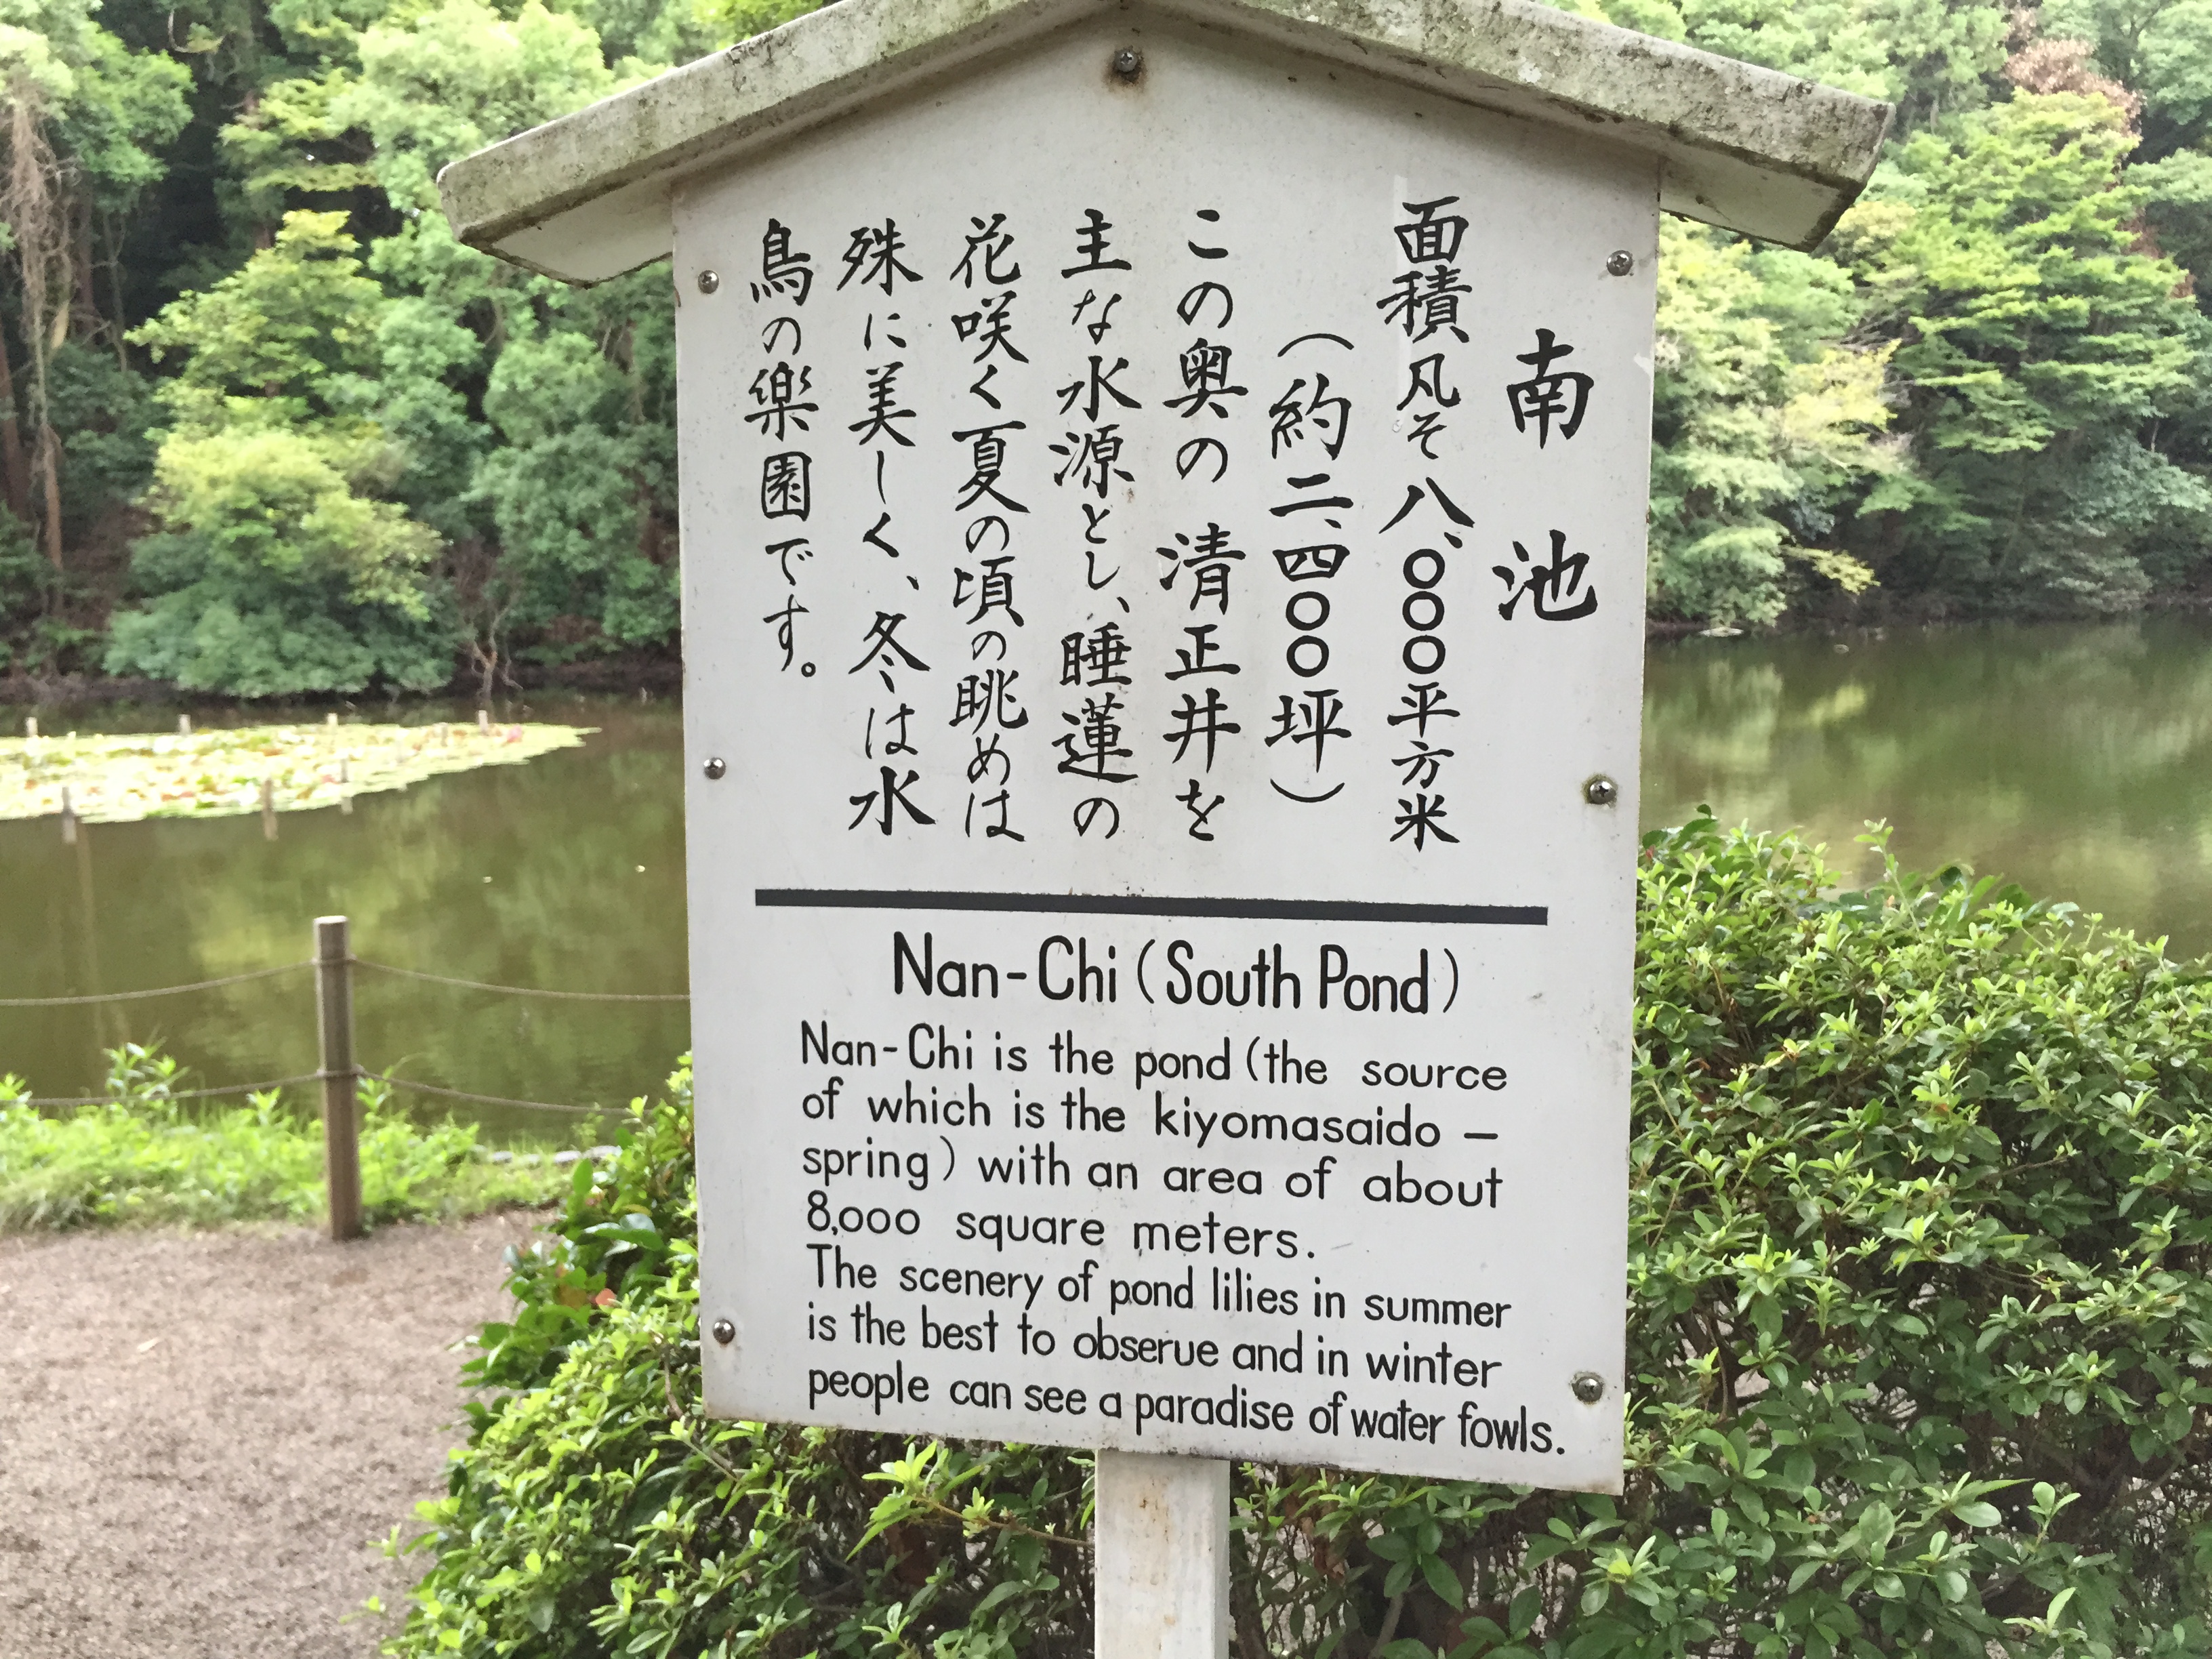 南池
面積凡そ八、〇〇〇平方米
（約二、四〇〇坪）
この奥の清正井を
主な水源とし、睡蓮の
花咲く夏の頃の眺めは
殊に美しく、冬は水
鳥の楽園です。
Nan-Chi (South Pond)
Nan-Chi is the pond (the source
of which is the kiyomasaido –
spring) with an area of about
8,000 square meters.
The scenery of pond lilies in summer
is the best to obserue and in winter
people can see a paradise of water fowls.